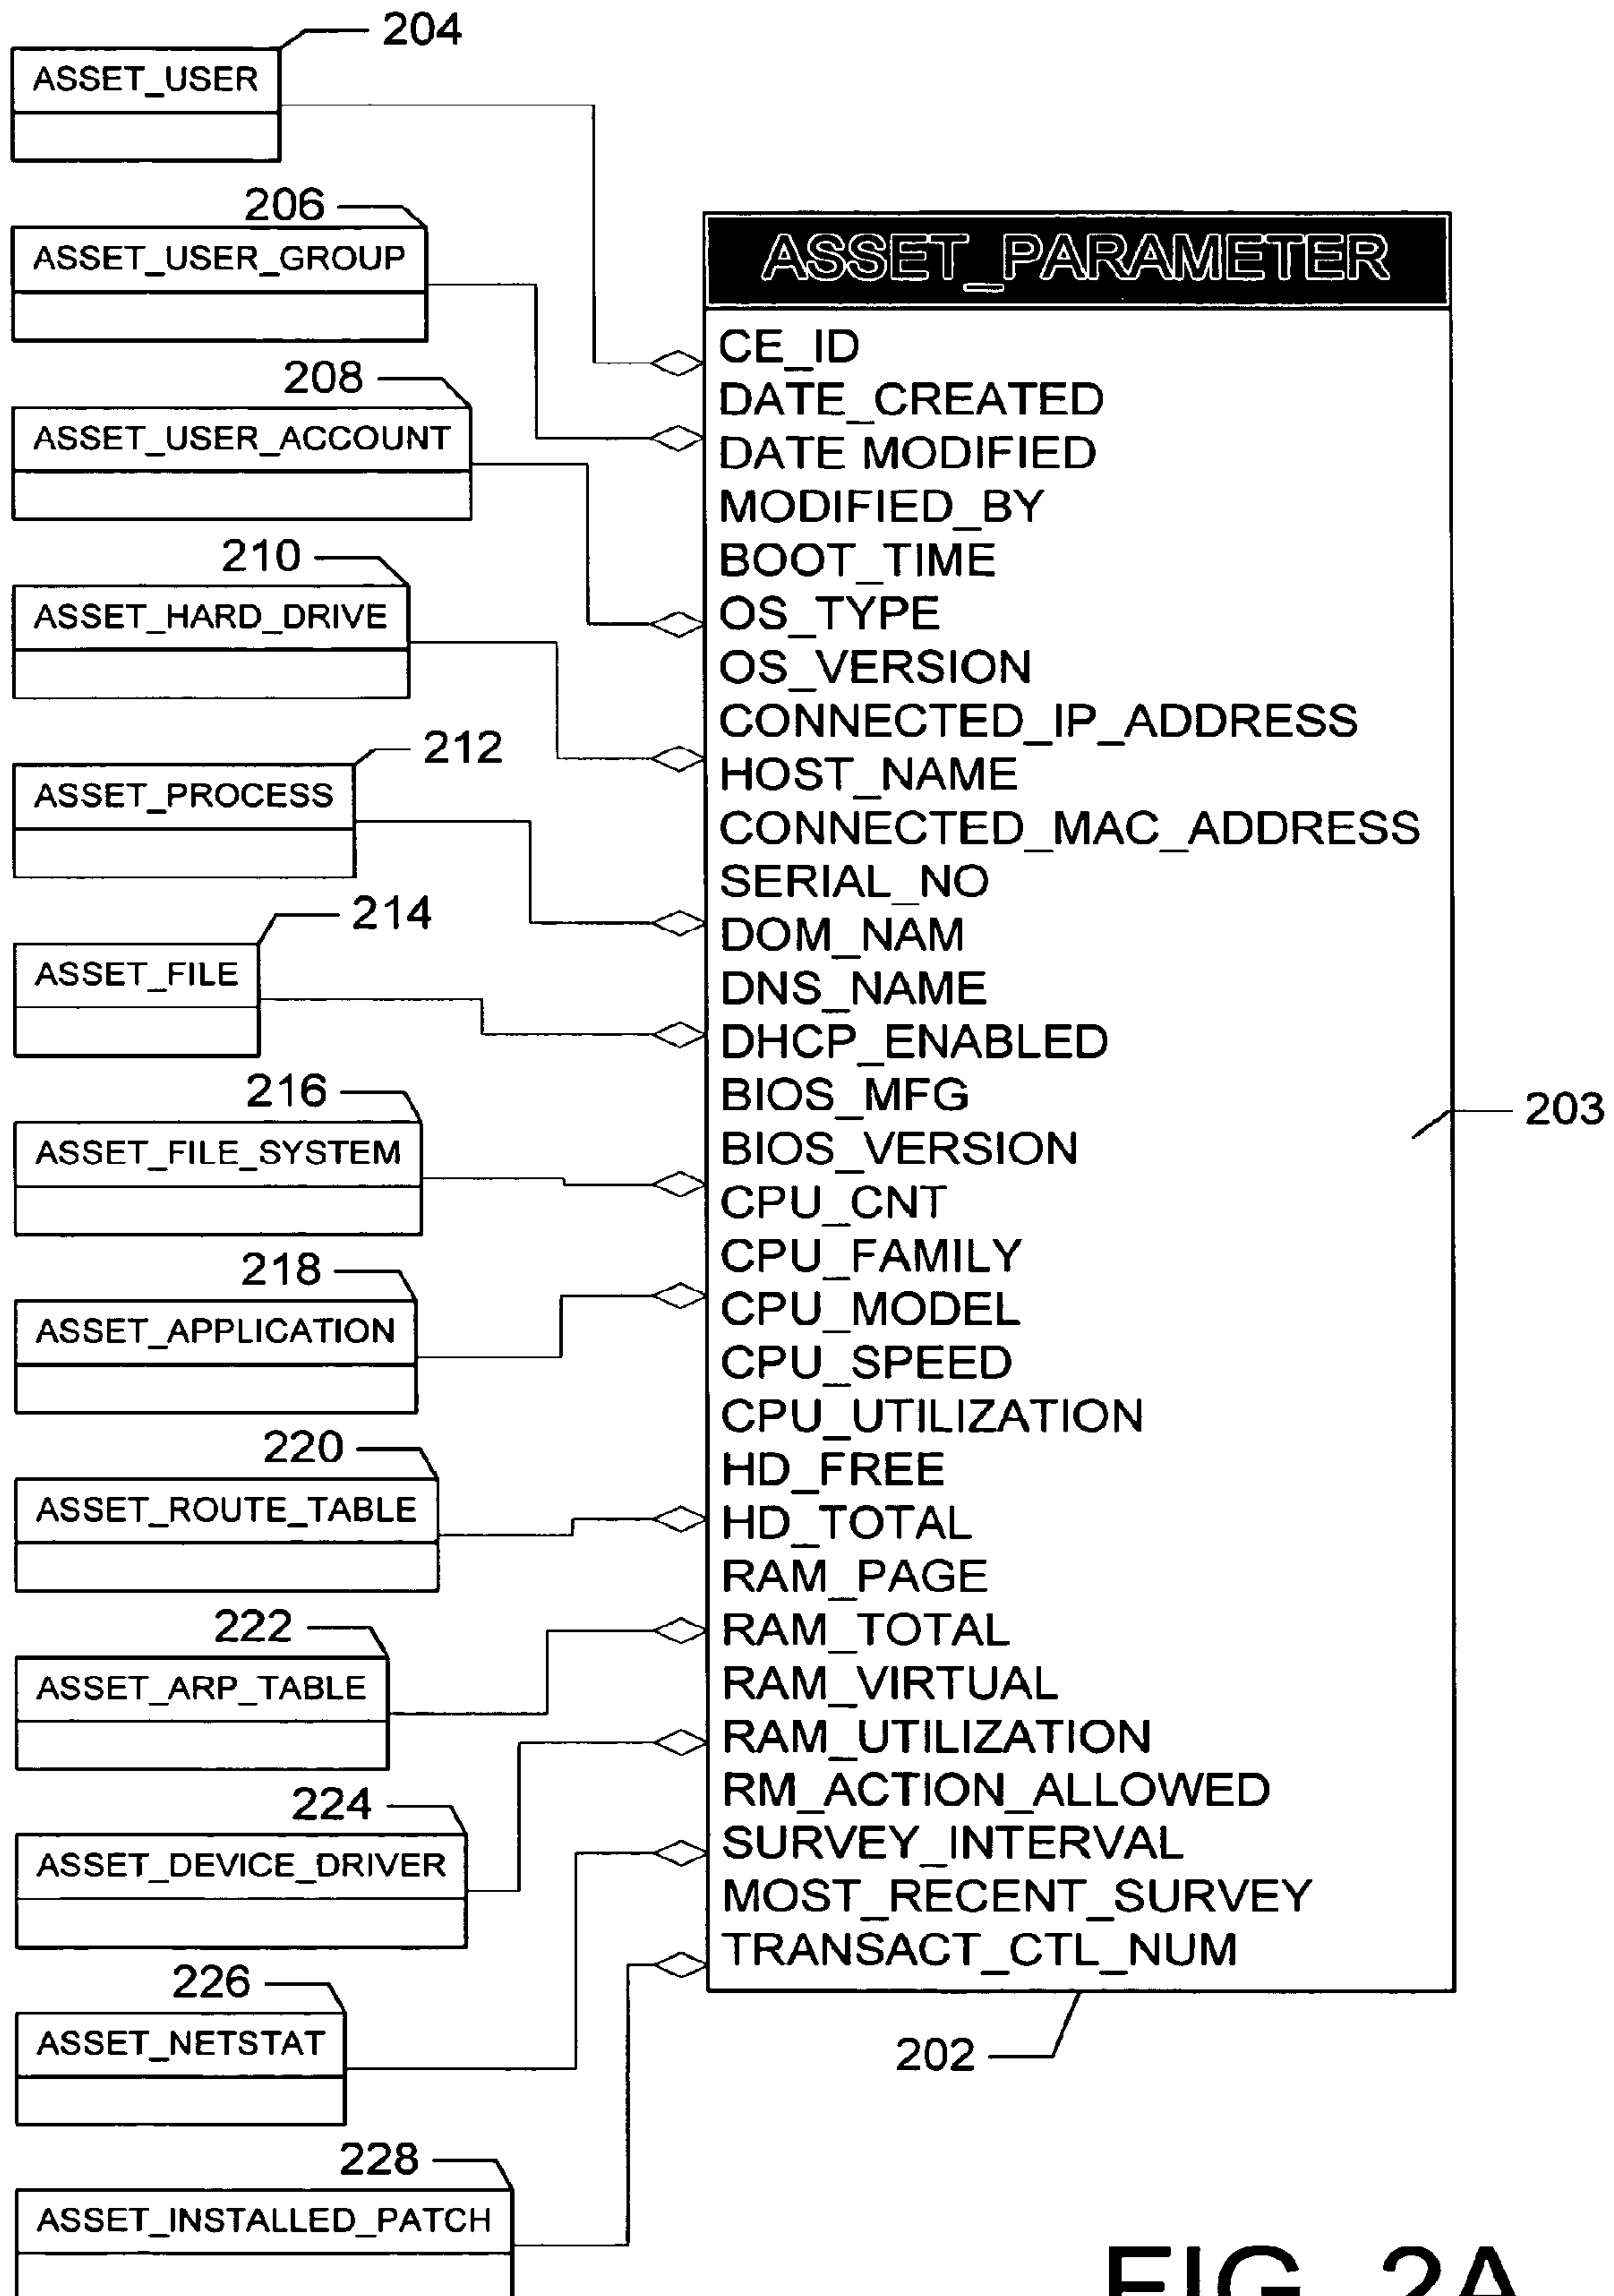 204
ASSET_USER
206
ASSET_USER_GROUP
208
ASSET_USER_ACCOUNT
210
ASSET_HARD_DRIVE
212
ASSET_PROCESS
214
ASSET_FILE
216
ASSET_FILE_SYSTEM
218
ASSET_APPLICATION
220
ASSET_ROUTE_TABLE
222
ASSET_ARP_TABLE
224
ASSET_DEVICE_DRIVER
226
ASSET_NETSTAT
228
ASSET_INSTALLED_PATCH
ASSET_PARAMETER
CE_ID
DATE_CREATED
DATE MODIFIED
MODIFIED_BY
BOOT_TIME
OS_TYPE
OS_VERSION
CONNECTED_IP_ADDRESS
HOST_NAME
CONNECTED_MAC_ADDRESS
SERIAL_NO
DOM_NAM
DNS_NAME
DHCP_ENABLED
BIOS_MFG
BIOS_VERSION
CPU_CNT
CPU_FAMILY
CPU_MODEL
CPU_SPEED
CPU_UTILIZATION
HD_FREE
HD_TOTAL
RAM_PAGE
RAM_TOTAL
RAM_VIRTUAL
RAM_UTILIZATION
RM_ACTION_ALLOWED
SURVEY_INTERVAL
MOST_RECENT_SURVEY
TRANSACT_CTL_NUM
203
202
FIG. 2A